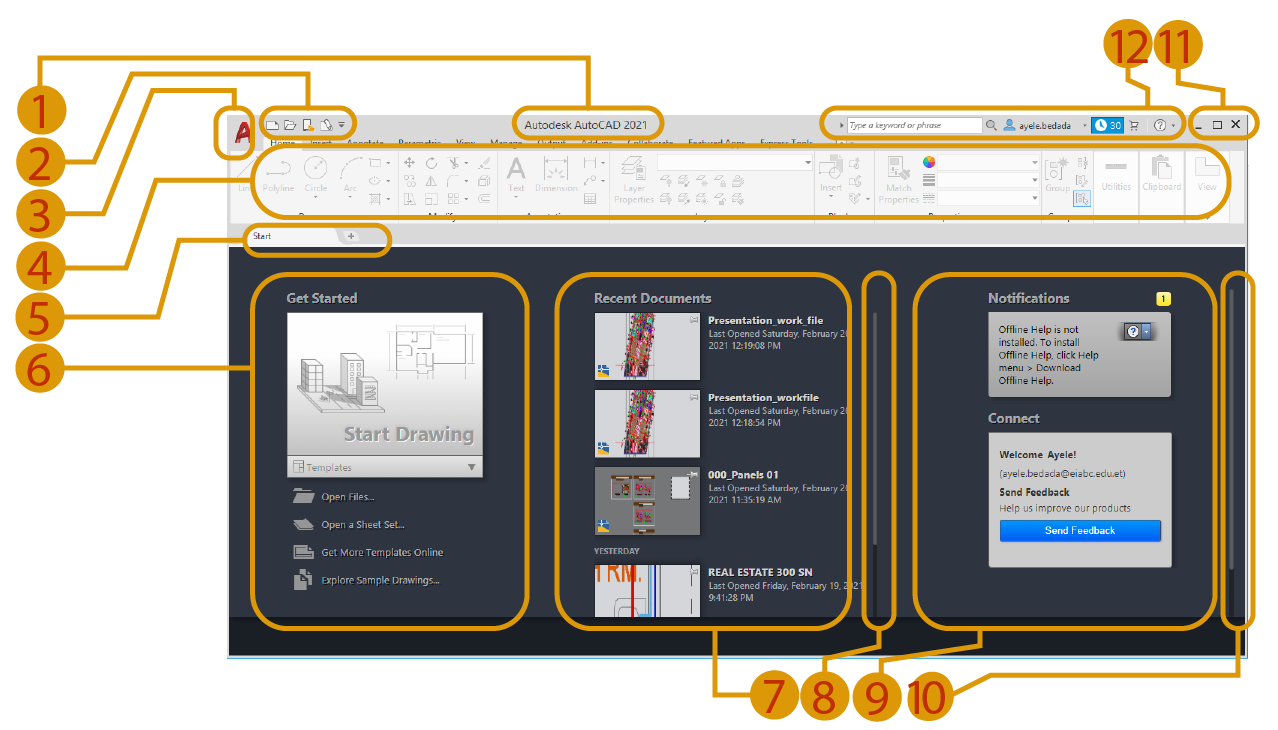 12 11
1
2
3
4
5
6
7 8 9 10
A
Autodesk AutoCAD 2021
Type a keyword or phrase
ayele.bedada
30
Home Insert Annotate Parametric View Manage Output Add-ins Collaborate Featured Apps Express Tools
Line Polyline Circle Arc
Text Dimension
Layer
Properties
Insert
Match
Properties
Group
Utilities
Clipboard
View
Start
Get Started
Start Drawing
Templates
Open Files...
Open a Sheet Set...
Get More Templates Online
Explore Sample Drawings...
Recent Documents
Presentation_work_file
Last Opened Saturday, February 20
2021 12:19:08 PM
Presentation_workfile
Last Opened Saturday, February 20
2021 12:18:54 PM
000_Panels 01
Last Opened Saturday, February 20
2021 11:35:19 AM
YESTERDAY
RM.
REAL ESTATE 300 SN
Last Opened Friday, February 19, 2021
9:41:28 PM
Notifications
1
Offline Help is not
installed. To install
Offline Help, click Help
menu > Download
Offline Help.
Connect
Welcome Ayele!
(ayele.bedada@eiabc.edu.et)
Send Feedback
Help us improve our products
Send Feedback